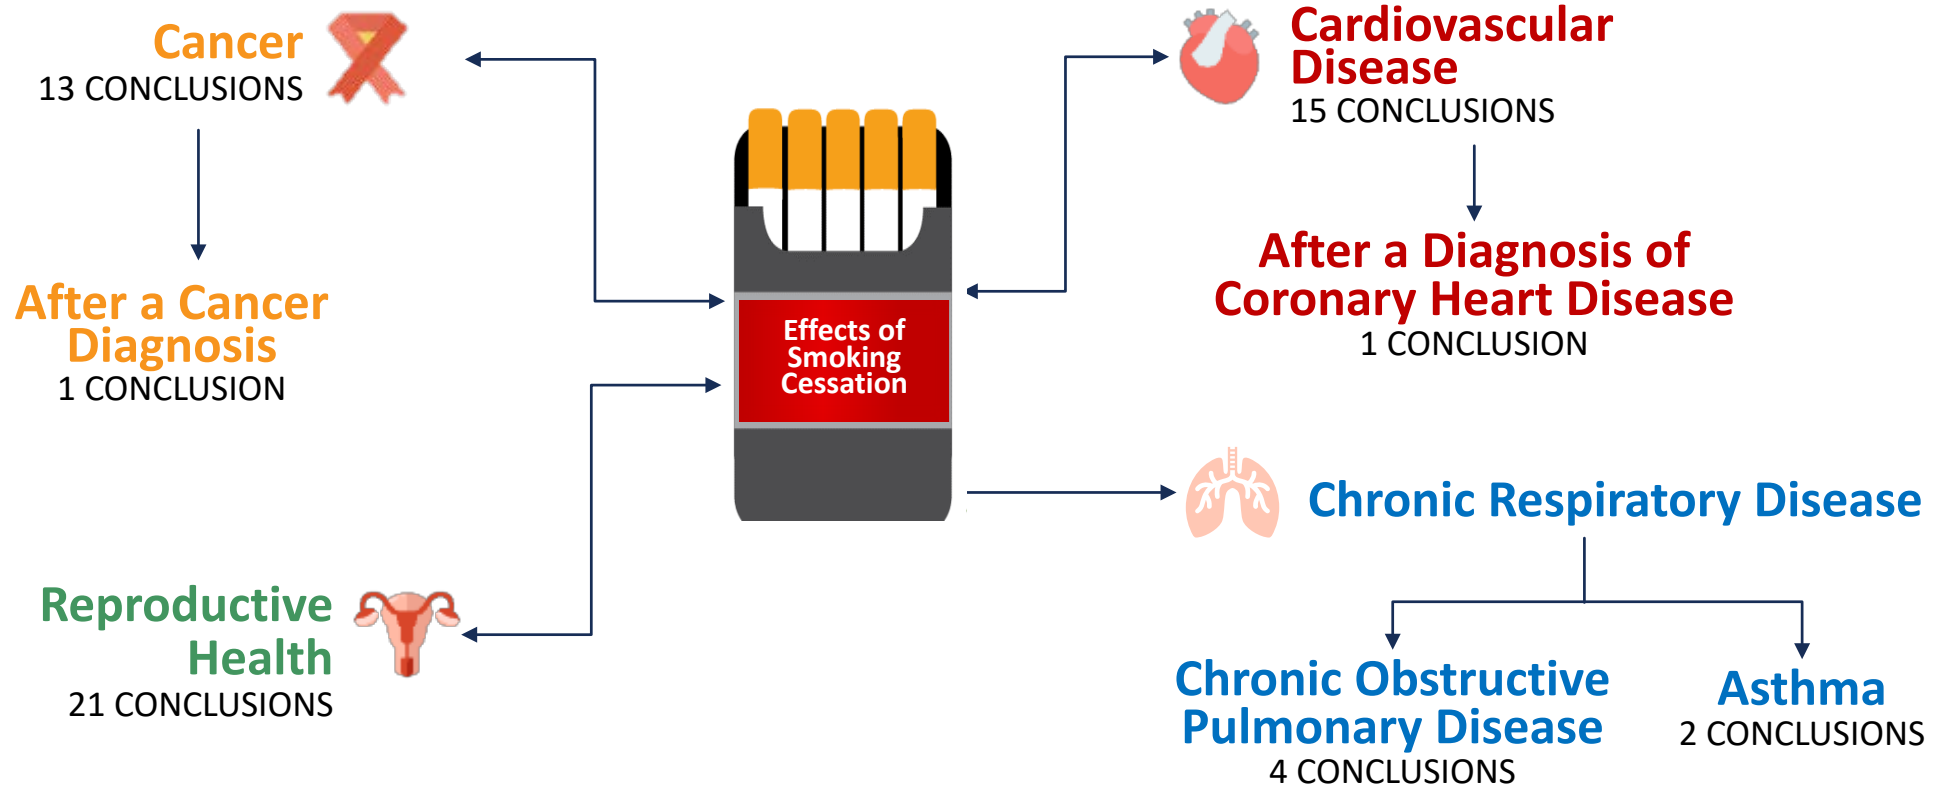 Cancer
13 CONCLUSIONS
After a Cancer
Diagnosis
1 CONCLUSION
Reproductive
Health
21 CONCLUSIONS
Effects of
Smoking
Cessation
Cardiovascular
Disease
15 CONCLUSIONS
After a Diagnosis of
Coronary Heart Disease
1 CONCLUSION
Chronic Respiratory Disease
Chronic Obstructive
Pulmonary Disease
4 CONCLUSIONS
Asthma
2 CONCLUSIONS